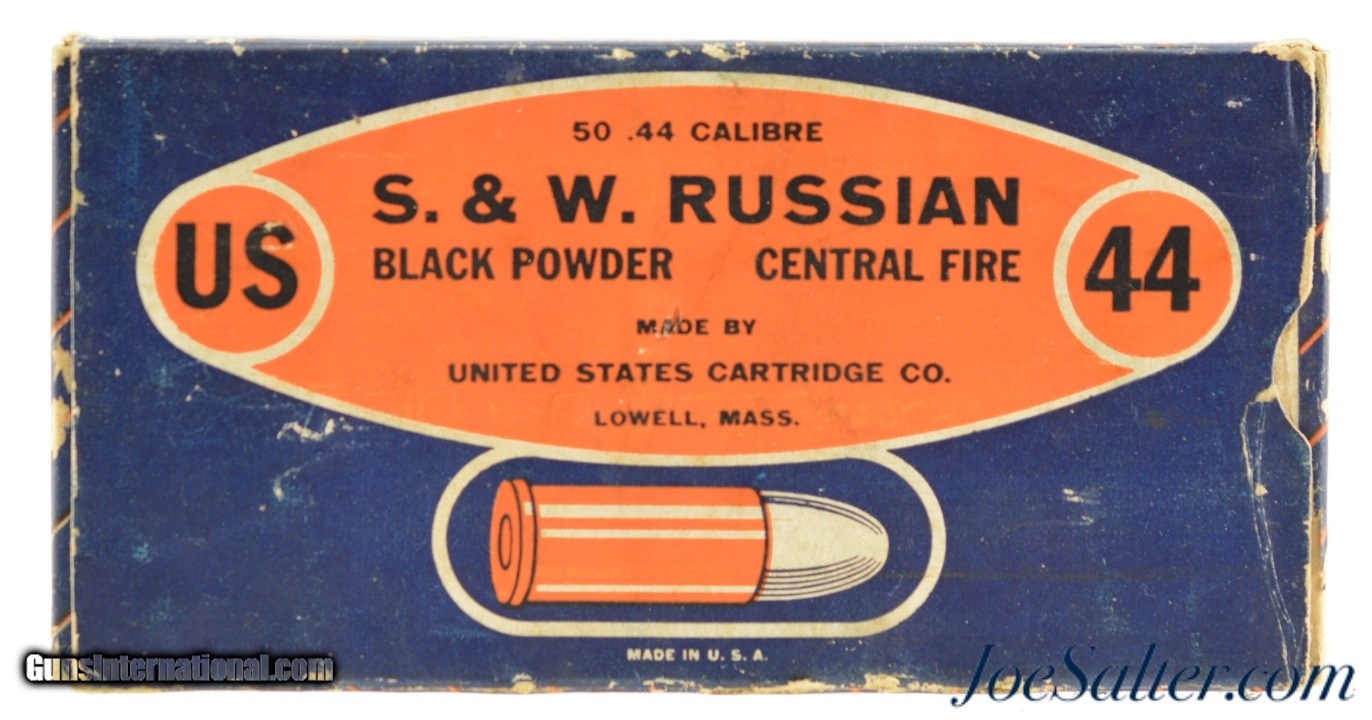 50 .44 CALIBRE
S. & W. RUSSIAN
BLACK POWDER CENTRAL FIRE
US
44
MADE BY
UNITED STATES CARTRIDGE CO.
LOWELL, MASS.
MADE IN U. S. A.
GunsInternational.com
JoeSalter.com